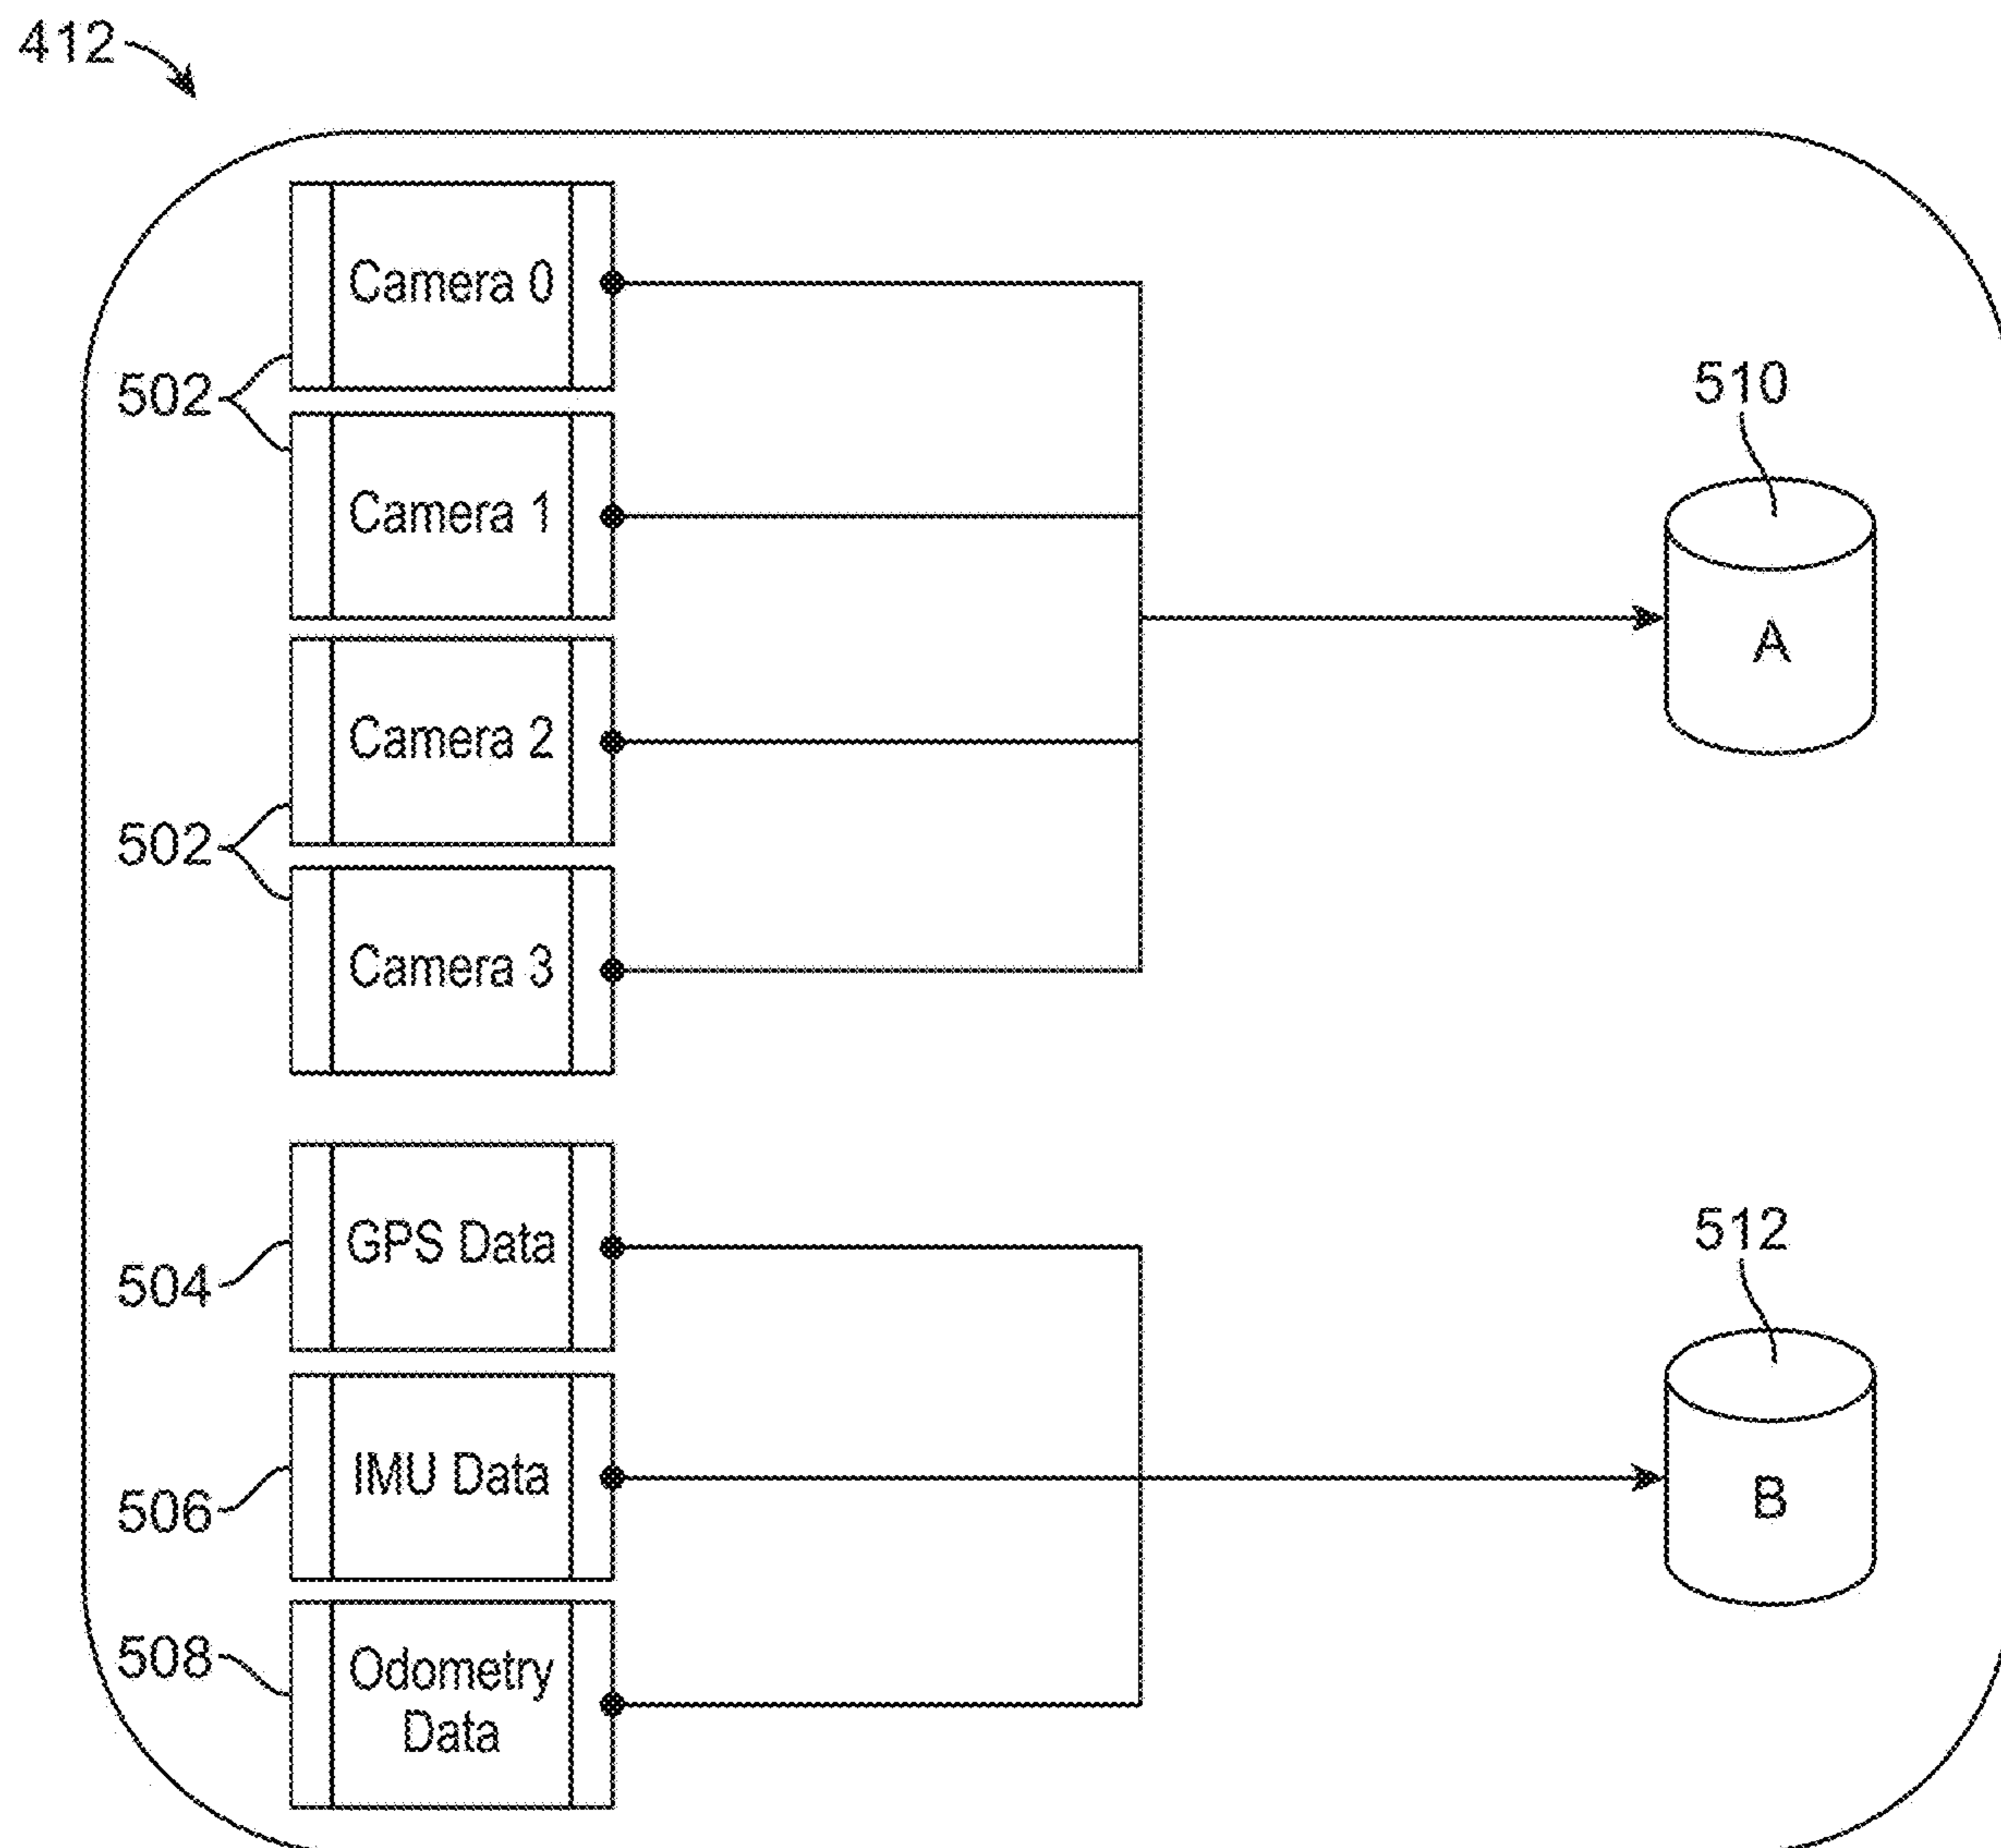 412
Camera 0
502
Camera 1
510
A
Camera 2
502
Camera 3
GPS Data
504
512
IMU Data
506
B
508
Odometry
Data